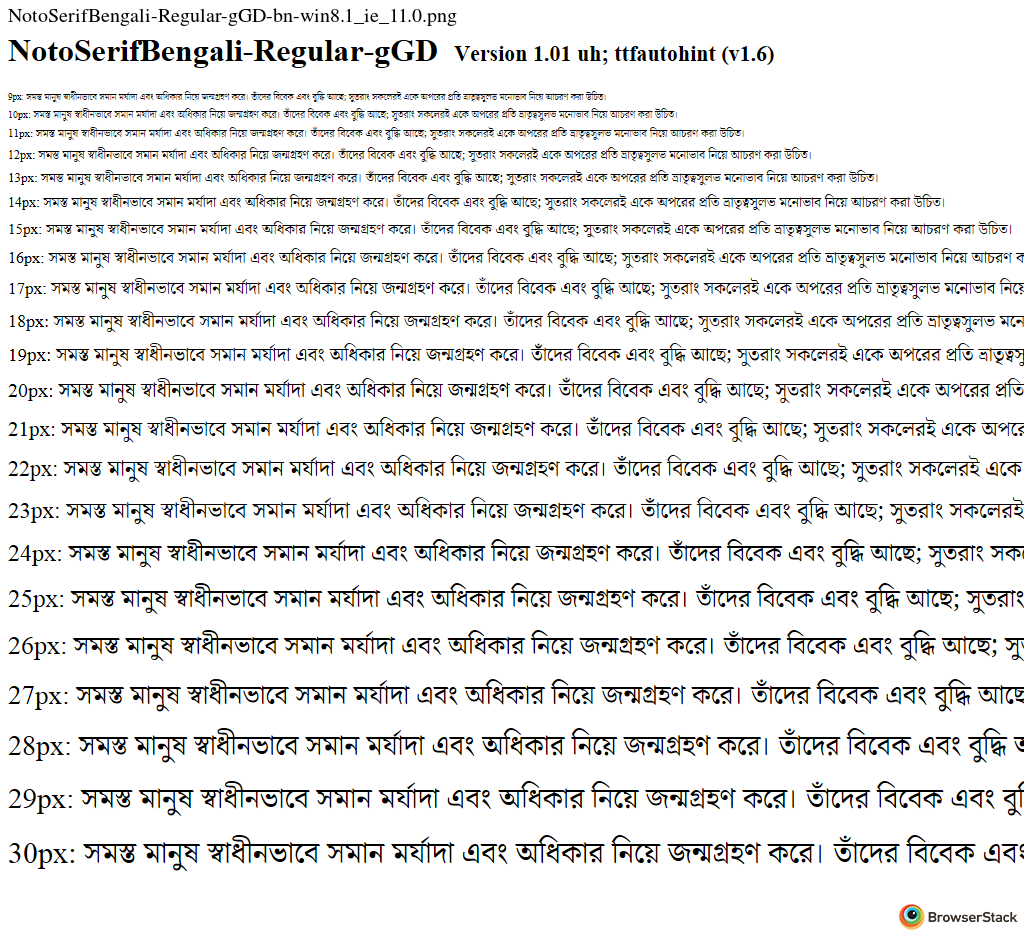 NotoSerifBengali-Regular-gGD-bn-win8.1_ie_11.0.png
NotoSerifBengali-Regular-gGD Version 1.01 uh; ttfautohint (v1.6)
9px: সমস্ত মানুষ স্বাধীনভাবে সমান মর্যাদা এবং অধিকার নিয়ে জন্মগ্রহণ করে। তাঁদের বিবেক এবং বুদ্ধি আছে; সুতরাং সকলেরই একে অপরের প্রতি ভ্রাতৃত্বসুলভ মনোভাব নিয়ে আচরণ করা উচিত।
10px: সমস্ত মানুষ স্বাধীনভাবে সমান মর্যাদা এবং অধিকার নিয়ে জন্মগ্রহণ করে। তাঁদের বিবেক এবং বুদ্ধি আছে; সুতরাং সকলেরই একে অপরের প্রতি ভ্রাতৃত্বসুলভ মনোভাব নিয়ে আচরণ করা উচিত।
11px: সমস্ত মানুষ স্বাধীনভাবে সমান মর্যাদা এবং অধিকার নিয়ে জন্মগ্রহণ করে। তাঁদের বিবেক এবং বুদ্ধি আছে; সুতরাং সকলেরই একে অপরের প্রতি ভ্রাতৃত্বসুলভ মনোভাব নিয়ে আচরণ করা উচিত।
12px: সমস্ত মানুষ স্বাধীনভাবে সমান মর্যাদা এবং অধিকার নিয়ে জন্মগ্রহণ করে। তাঁদের বিবেক এবং বুদ্ধি আছে; সুতরাং সকলেরই একে অপরের প্রতি ভ্রাতৃত্বসুলভ মনোভাব নিয়ে আচরণ করা উচিত।
13px: সমস্ত মানুষ স্বাধীনভাবে সমান মর্যাদা এবং অধিকার নিয়ে জন্মগ্রহণ করে। তাঁদের বিবেক এবং বুদ্ধি আছে; সুতরাং সকলেরই একে অপরের প্রতি ভ্রাতৃত্বসুলভ মনোভাব নিয়ে আচরণ করা উচিত।
14px: সমস্ত মানুষ স্বাধীনভাবে সমান মর্যাদা এবং অধিকার নিয়ে জন্মগ্রহণ করে। তাঁদের বিবেক এবং বুদ্ধি আছে; সুতরাং সকলেরই একে অপরের প্রতি ভ্রাতৃত্বসুলভ মনোভাব নিয়ে আচরণ করা উচিত।
15px: সমস্ত মানুষ স্বাধীনভাবে সমান মর্যাদা এবং অধিকার নিয়ে জন্মগ্রহণ করে। তাঁদের বিবেক এবং বুদ্ধি আছে; সুতরাং সকলেরই একে অপরের প্রতি ভ্রাতৃত্বসুলভ মনোভাব নিয়ে আচরণ করা উচিত।
16px: সমস্ত মানুষ স্বাধীনভাবে সমান মর্যাদা এবং অধিকার নিয়ে জন্মগ্রহণ করে। তাঁদের বিবেক এবং বুদ্ধি আছে; সুতরাং সকলেরই একে অপরের প্রতি ভ্রাতৃত্বসুলভ মনোভাব নিয়ে আচরণ ক
17px: সমস্ত মানুষ স্বাধীনভাবে সমান মর্যাদা এবং অধিকার নিয়ে জন্মগ্রহণ করে। তাঁদের বিবেক এবং বুদ্ধি আছে; সুতরাং সকলেরই একে অপরের প্রতি ভ্রাতৃত্বসুলভ মনোভাব নিয়ে
18px: সমস্ত মানুষ স্বাধীনভাবে সমান মর্যাদা এবং অধিকার নিয়ে জন্মগ্রহণ করে। তাঁদের বিবেক এবং বুদ্ধি আছে; সুতরাং সকলেরই একে অপরের প্রতি ভ্রাতৃত্বসুলভ মনে
19px: সমস্ত মানুষ স্বাধীনভাবে সমান মর্যাদা এবং অধিকার নিয়ে জন্মগ্রহণ করে। তাঁদের বিবেক এবং বুদ্ধি আছে; সুতরাং সকলেরই একে অপরের প্রতি ভ্রাতৃত্বসু
20px: সমস্ত মানুষ স্বাধীনভাবে সমান মর্যাদা এবং অধিকার নিয়ে জন্মগ্রহণ করে। তাঁদের বিবেক এবং বুদ্ধি আছে; সুতরাং সকলেরই একে অপরের প্রতি
21px: সমস্ত মানুষ স্বাধীনভাবে সমান মর্যাদা এবং অধিকার নিয়ে জন্মগ্রহণ করে। তাঁদের বিবেক এবং বুদ্ধি আছে; সুতরাং সকলেরই একে অপরে
22px: সমস্ত মানুষ স্বাধীনভাবে সমান মর্যাদা এবং অধিকার নিয়ে জন্মগ্রহণ করে। তাঁদের বিবেক এবং বুদ্ধি আছে; সুতরাং সকলেরই একে
23px: সমস্ত মানুষ স্বাধীনভাবে সমান মর্যাদা এবং অধিকার নিয়ে জন্মগ্রহণ করে। তাঁদের বিবেক এবং বুদ্ধি আছে; সুতরাং সকলেরই
24px: সমস্ত মানুষ স্বাধীনভাবে সমান মর্যাদা এবং অধিকার নিয়ে জন্মগ্রহণ করে। তাঁদের বিবেক এবং বুদ্ধি আছে; সুতরাং সক
25px: সমস্ত মানুষ স্বাধীনভাবে সমান মর্যাদা এবং অধিকার নিয়ে জন্মগ্রহণ করে। তাঁদের বিবেক এবং বুদ্ধি আছে; সুতরাং
26px: সমস্ত মানুষ স্বাধীনভাবে সমান মর্যাদা এবং অধিকার নিয়ে জন্মগ্রহণ করে। তাঁদের বিবেক এবং বুদ্ধি আছে; সু
27px: সমস্ত মানুষ স্বাধীনভাবে সমান মর্যাদা এবং অধিকার নিয়ে জন্মগ্রহণ করে। তাঁদের বিবেক এবং বুদ্ধি আছে
28px: সমস্ত মানুষ স্বাধীনভাবে সমান মর্যাদা এবং অধিকার নিয়ে জন্মগ্রহণ করে। তাঁদের বিবেক এবং বুদ্ধি
29px: সমস্ত মানুষ স্বাধীনভাবে সমান মর্যাদা এবং অধিকার নিয়ে জন্মগ্রহণ করে। তাঁদের বিবেক এবং বু
30px: সমস্ত মানুষ স্বাধীনভাবে সমান মর্যাদা এবং অধিকার নিয়ে জন্মগ্রহণ করে। তাঁদের বিবেক এবং
BrowserStack